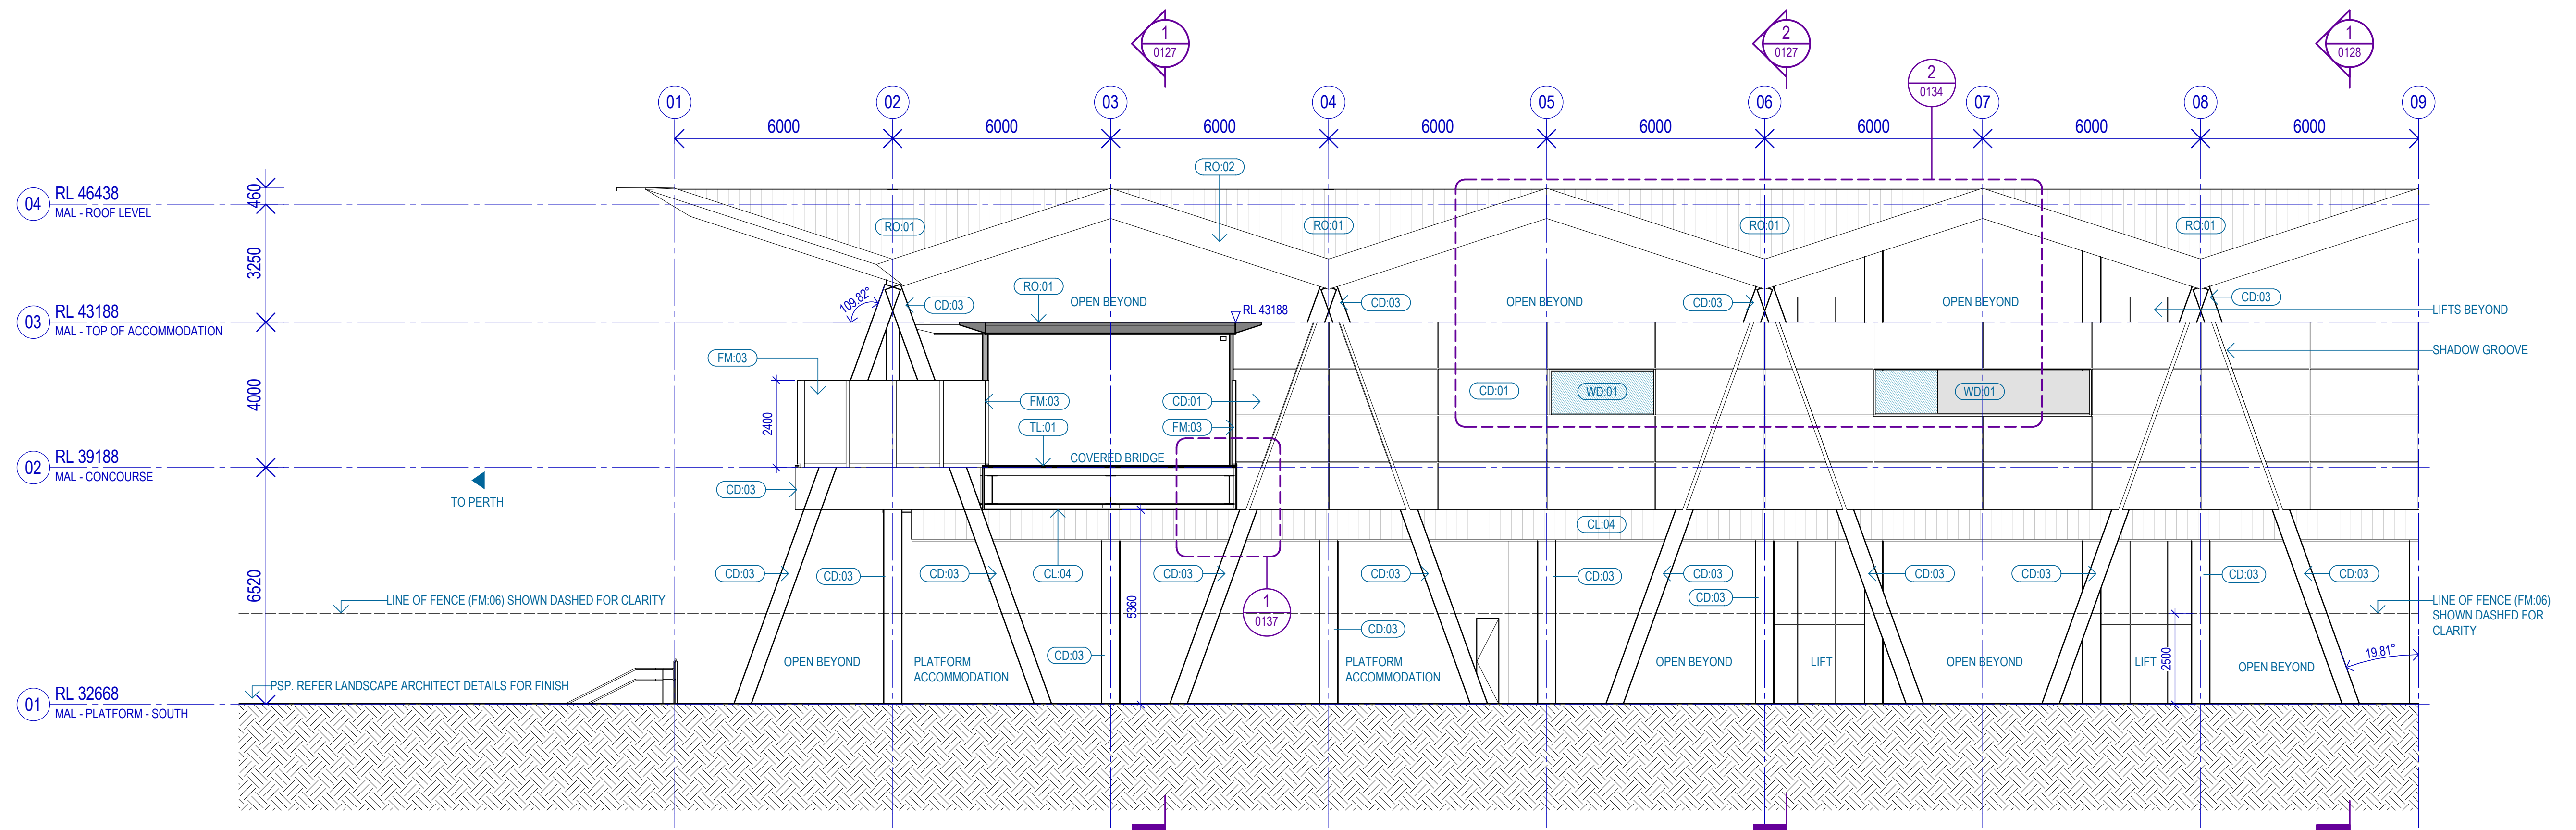 1
0127
2
0127
1
0128
2
0134
01
02
03
04
05
06
07
08
09
6000
6000
6000
6000
6000
6000
6000
6000
RO:02
460
04
RL 46438
MAL - ROOF LEVEL
RO:01
RO:01
RO:01
RO:01
3250
109.82°
CD:03
RO:01
OPEN BEYOND
RL 43188
CD:03
OPEN BEYOND
CD:03
OPEN BEYOND
CD:03
LIFTS BEYOND
03
RL 43188
MAL - TOP OF ACCOMMODATION
SHADOW GROOVE
FM:03
4000
2400
FM:03
CD:01
CD:01
WD:01
WD:01
TL:01
FM:03
COVERED BRIDGE
02
RL 39188
MAL - CONCOURSE
CD:03
TO PERTH
CL:04
6520
CD:03
CD:03
CD:03
CL:04
CD:03
CD:03
CD:03
CD:03
CD:03
CD:03
CD:03
CD:03
CD:03
LINE OF FENCE (FM:06) SHOWN DASHED FOR CLARITY
5360
1
0137
LINE OF FENCE (FM:06)
SHOWN DASHED FOR
CLARITY
CD:03
CD:03
OPEN BEYOND
PLATFORM
ACCOMMODATION
PLATFORM
ACCOMMODATION
OPEN BEYOND
LIFT
OPEN BEYOND
LIFT
2500
OPEN BEYOND
19.81°
PSP. REFER LANDSCAPE ARCHITECT DETAILS FOR FINISH
01
RL 32668
MAL - PLATFORM - SOUTH